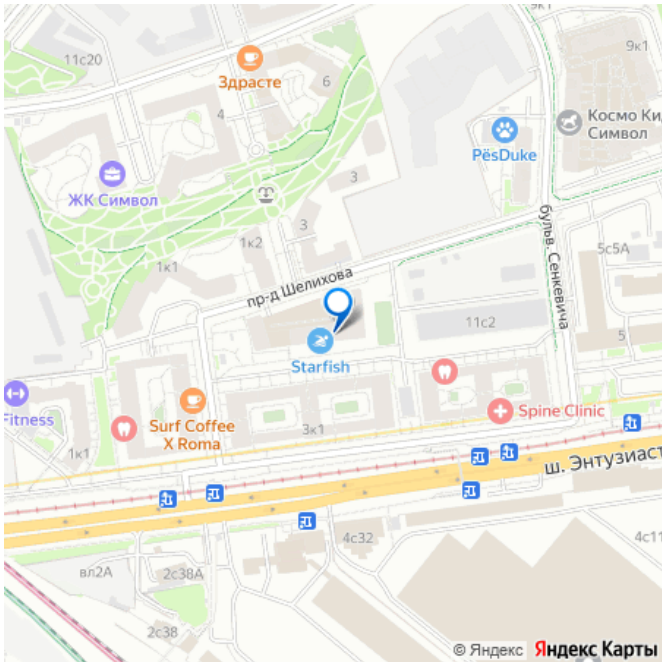 9к1
11с20
Здрасте
6
4
Космо Ки
Символ
PёsDuke
3
ЖК Символ
бульв. Сенкевича
3
1к2
5с5А
1к1
пр-д Шелихова
11с2
5
Starfish
Fitness
Surf Coffee
X Roma
Spine Clinic
3к1
1к1
ш. Энтузиаст
4с32
4с11
вл2А
2с38А
2с38
© Яндекс Яндекс Карты